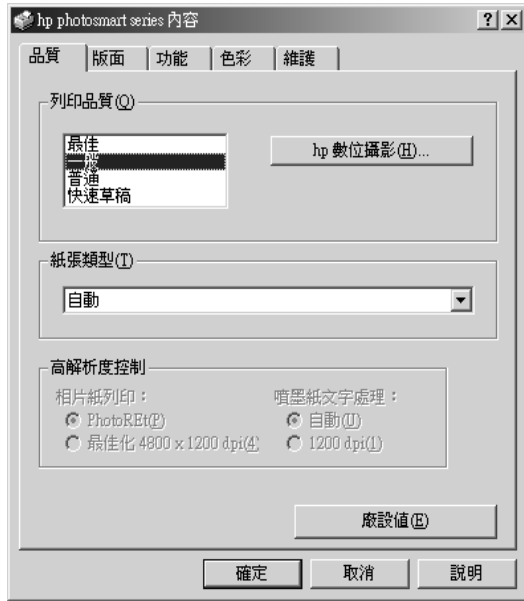 hp photosmart series 內容
品質 版面 功能 色彩 維護
列印品質(Q)
最佳
一般
普通
快速草稿
hp 數位攝影(H)...
紙張類型(T)
自動
高解析度控制
相片紙列印：
PhotoREt(P)
最佳化 4800 x 1200 dpi(4)
噴墨紙文字處理：
自動(U)
1200 dpi(1)
廠設值(E)
確定 取消 說明